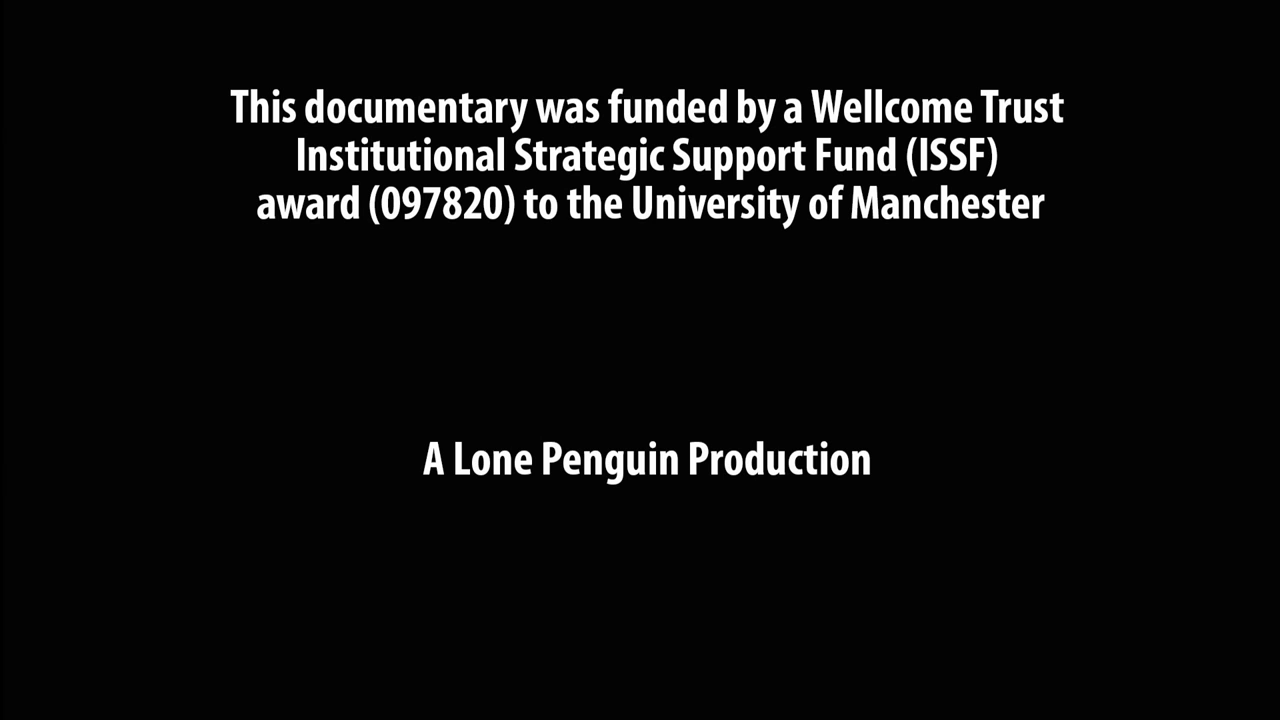 This documentary was funded by a Wellcome Trust
Institutional Strategic Support Fund (ISSF)
award (097820) to the University of Manchester
A Lone Penguin Production